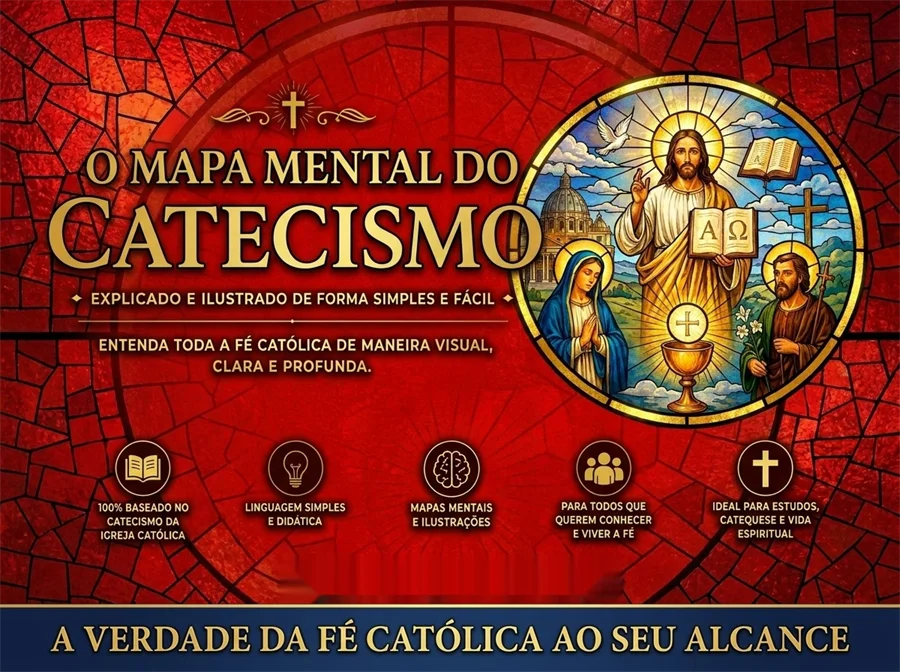 O MAPA MENTAL DO
CATECISMO
EXPLICADO E ILUSTRADO DE FORMA SIMPLES E FÁCIL
ENTENDA TODA A FÉ CATÓLICA DE MANEIRA VISUAL,
CLARA E PROFUNDA.
A Ω
100% BASEADO NO
CATECISMO DA
IGREJA CATÓLICA
LINGUAGEM SIMPLES
E DIDÁTICA
MAPAS MENTAIS
E ILUSTRAÇÕES
PARA TODOS QUE
QUEREM CONHECER
E VIVER A FÉ
IDEAL PARA ESTUDOS,
CATEQUESE E VIDA
ESPIRITUAL
A VERDADE DA FÉ CATÓLICA AO SEU ALCANCE